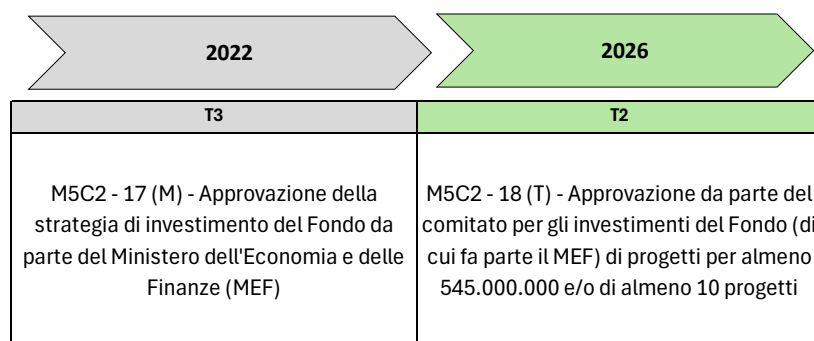 2022
2026
T3
T2
M5C2 - 17 (M) - Approvazione della
strategia di investimento del Fondo da
parte del Ministero dell'Economia e delle
Finanze (MEF)
M5C2 - 18 (T) - Approvazione da parte del
comitato per gli investimenti del Fondo (di
cui fa parte il MEF) di progetti per almeno
545.000.000 e/o di almeno 10 progetti